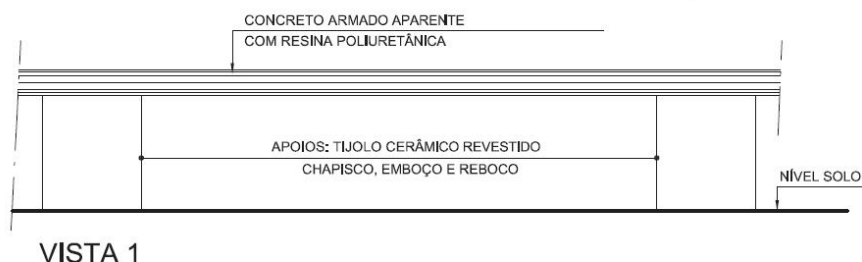 CONCRETO ARMADO APARENTE
COM RESINA POLIURETÂNICA
APOIOS: TIJOLO CERÂMICO REVESTIDO
CHAPISCO, EMBOÇO E REBOCO
NÍVEL SOLO
VISTA 1